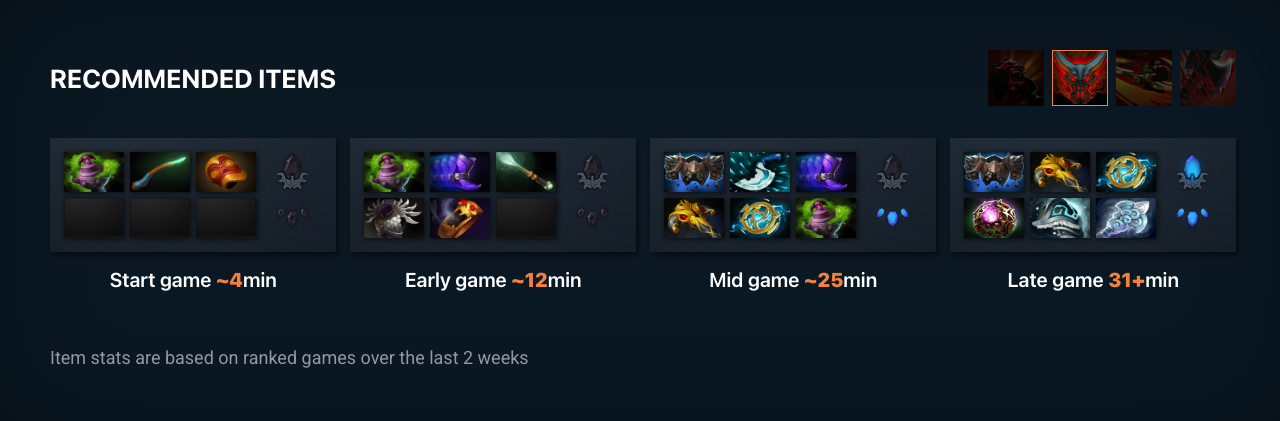 RECOMMENDED ITEMS
Start game ~4min
Early game ~12min
Mid game ~25min
Late game 31+min
Item stats are based on ranked games over the last 2 weeks